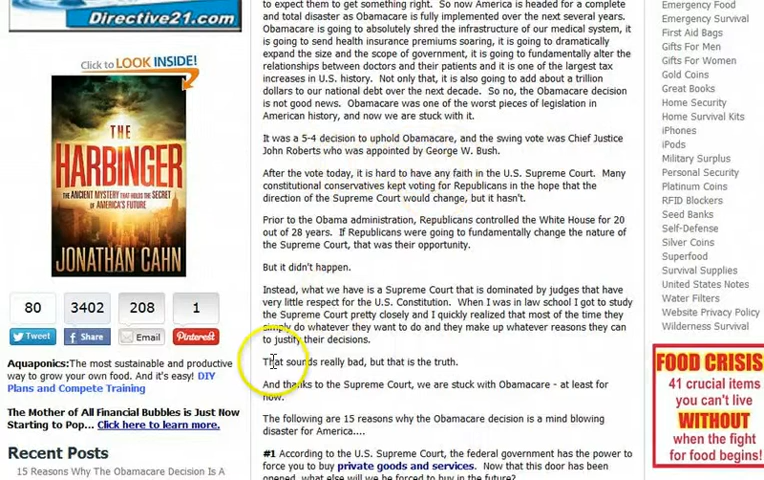 Directive21.com
Click to LOOK INSIDE!
THE
HARBINGER
THE ANCIENT MYSTERY THAT HOLDS THE SECRET
OF AMERICA'S FUTURE
JONATHAN CAHN
80 3402 208 1
Tweet Share Email Pinterest
Aquaponics:The most sustainable and productive
way to grow your own food. And it's easy! DIY
Plans and Compete Training
The Mother of All Financial Bubbles is Just Now
Starting to Pop... Click here to learn more.
Recent Posts
15 Reasons Why The Obamacare Decision Is A
to expect them to get something right. So now America is headed for a complete
and total disaster as Obamacare is fully implemented over the next several years.
Obamacare is going to absolutely shred the infrastructure of our medical system, it
is going to send health insurance premiums soaring, it is going to dramatically
expand the size and the scope of government, it is going to fundamentally alter the
relationships between doctors and their patients and it is one of the largest tax
increases in U.S. history. Not only that, it is also going to add about a trillion
dollars to our national debt over the next decade. So no, the Obamacare decision
is not good news. Obamacare was one of the worst pieces of legislation in
American history, and now we are stuck with it.
It was a 5-4 decision to uphold Obamacare, and the swing vote was Chief Justice
John Roberts who was appointed by George W. Bush.
After the vote today, it is hard to have any faith in the U.S. Supreme Court. Many
constitutional conservatives kept voting for Republicans in the hope that the
direction of the Supreme Court would change, but it hasn't.
Prior to the Obama administration, Republicans controlled the White House for 20
out of 28 years. If Republicans were going to fundamentally change the nature of
the Supreme Court, that was their opportunity.
But it didn't happen.
Instead, what we have is a Supreme Court that is dominated by judges that have
very little respect for the U.S. Constitution. When I was in law school I got to study
the Supreme Court pretty closely and I quickly realized that most of the time they
simply do whatever they want to do and they make up whatever reasons they can
to justify their decisions.
That sounds really bad, but that is the truth.
And thanks to the Supreme Court, we are stuck with Obamacare - at least for
now.
The following are 15 reasons why the Obamacare decision is a mind blowing
disaster for America....
#1 According to the U.S. Supreme Court, the federal government has the power to
force you to buy private goods and services. Now that this door has been
opened, what else will we be forced to buy in the future?
Emergency Food
Emergency Survival
First Aid Bags
Gifts For Men
Gifts For Women
Gold Coins
Great Books
Home Security
Home Survival Kits
iPhones
iPods
Military Surplus
Personal Security
Platinum Coins
RFID Blockers
Seed Banks
Self-Defense
Silver Coins
Superfood
Survival Supplies
United States Notes
Water Filters
Website Privacy Policy
Wilderness Survival
FOOD CRISIS
41 crucial items
you can't live
WITHOUT
when the fight
for food begins!